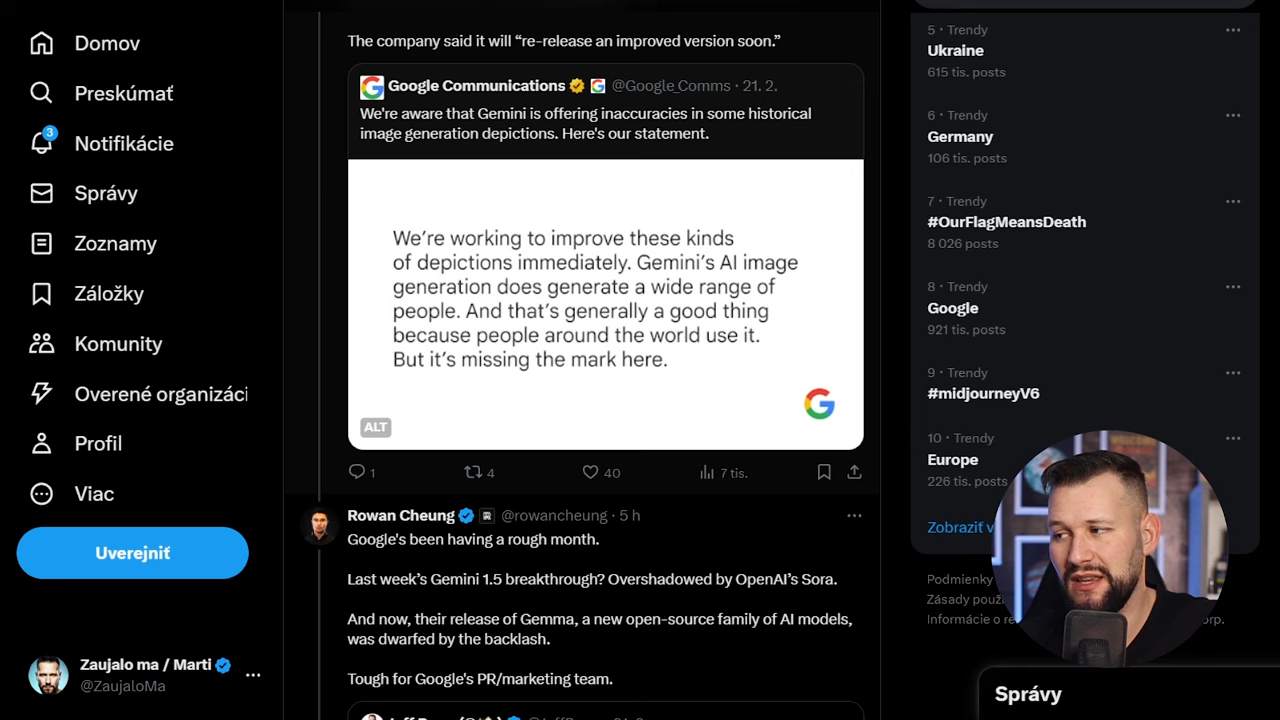 Domov
Preskúmať
3
Notifikácie
Správy
Zoznamy
Záložky
Komunity
Overené organizáci
Profil
Viac
Uverejniť
Zaujalo ma / Marti
@ZaujaloMa
The company said it will “re-release an improved version soon.”
Google Communications @Google_Comms · 21. 2.
We're aware that Gemini is offering inaccuracies in some historical
image generation depictions. Here's our statement.
We’re working to improve these kinds
of depictions immediately. Gemini’s AI image
generation does generate a wide range of
people. And that’s generally a good thing
because people around the world use it.
But it’s missing the mark here.
ALT
1 4 40 7 tis.
Rowan Cheung @rowancheung · 5 h
Google's been having a rough month.
Last week’s Gemini 1.5 breakthrough? Overshadowed by OpenAI’s Sora.
And now, their release of Gemma, a new open-source family of AI models,
was dwarfed by the backlash.
Tough for Google's PR/marketing team.
5 · Trendy
Ukraine
615 tis. posts
6 · Trendy
Germany
106 tis. posts
7 · Trendy
#OurFlagMeansDeath
8 026 posts
8 · Trendy
Google
921 tis. posts
9 · Trendy
#midjourneyV6
10 · Trendy
Europe
226 tis. posts
Zobraziť v
Podmienky
Zásady použí
Informácie o re
orp.
Správy